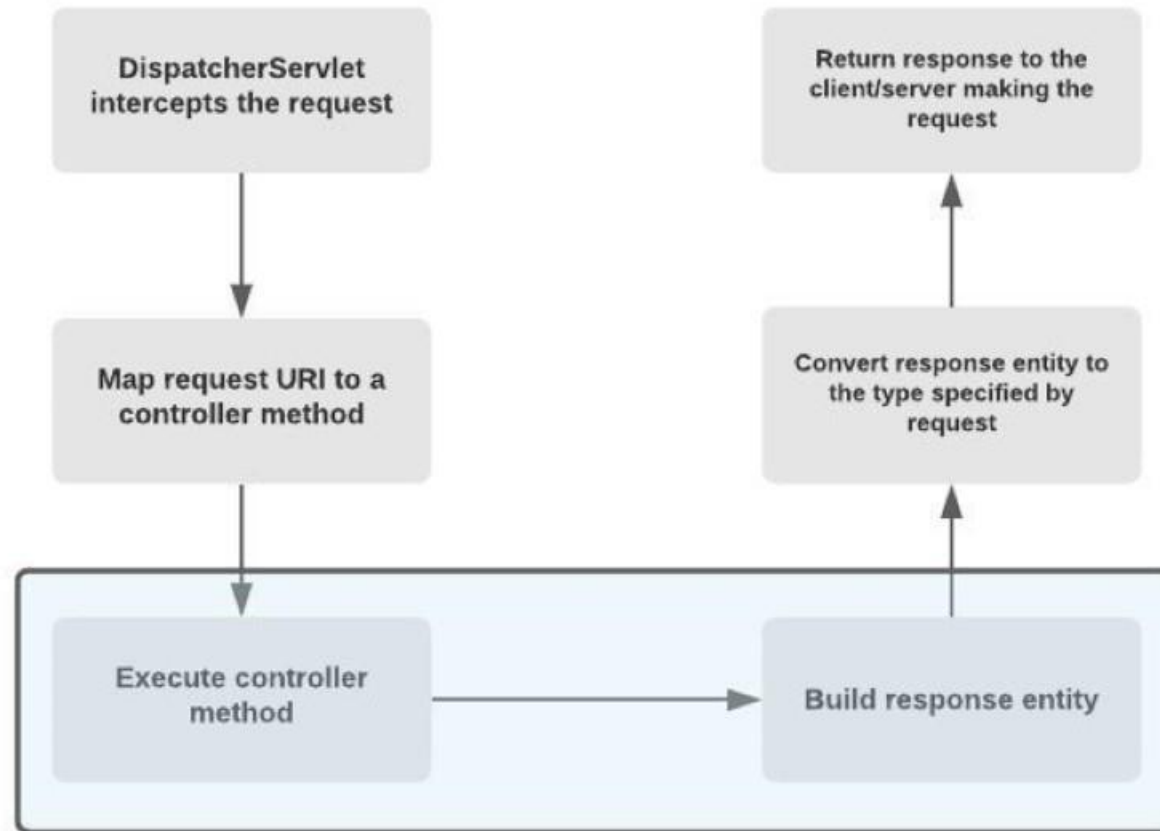 DispatcherServlet
intercepts the request
Map request URI to a
controller method
Execute controller
method
Build response entity
Convert response entity to
the type specified by
request
Return response to the
client/server making the
request